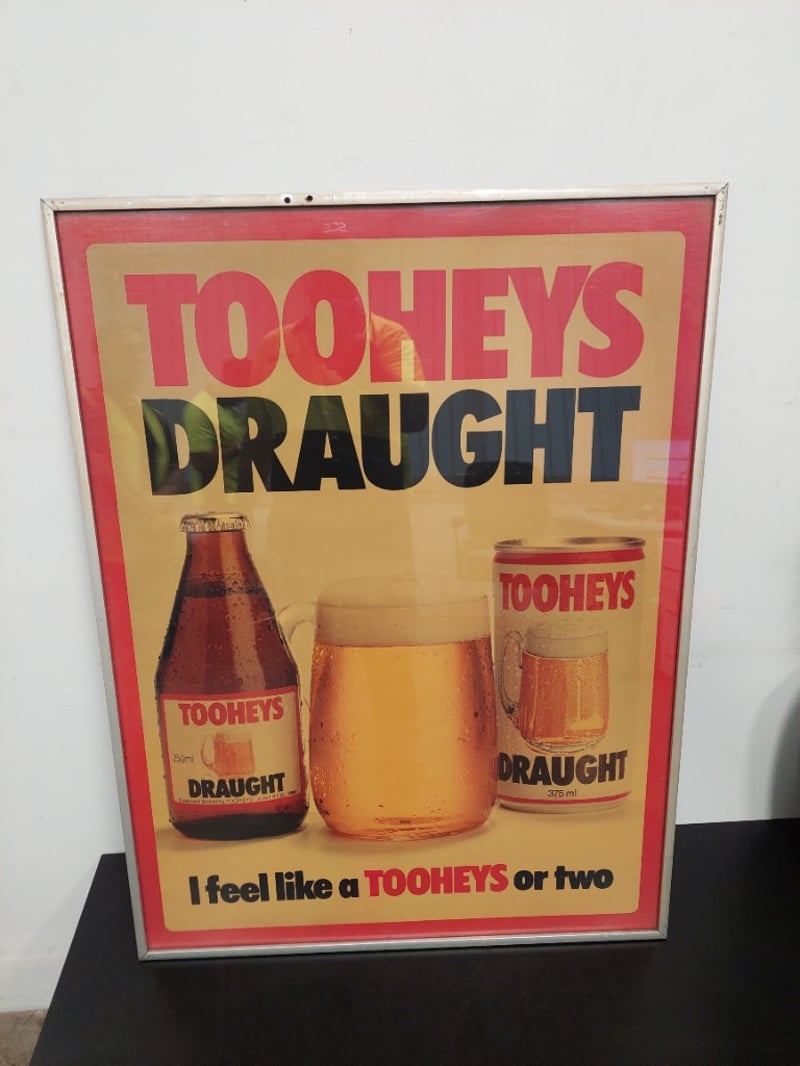 TOOHEYS
DRAUGHT
TOOHEYS
250ml
DRAUGHT
TOOHEYS
DRAUGHT
375 ml
I feel like a TOOHEYS or two